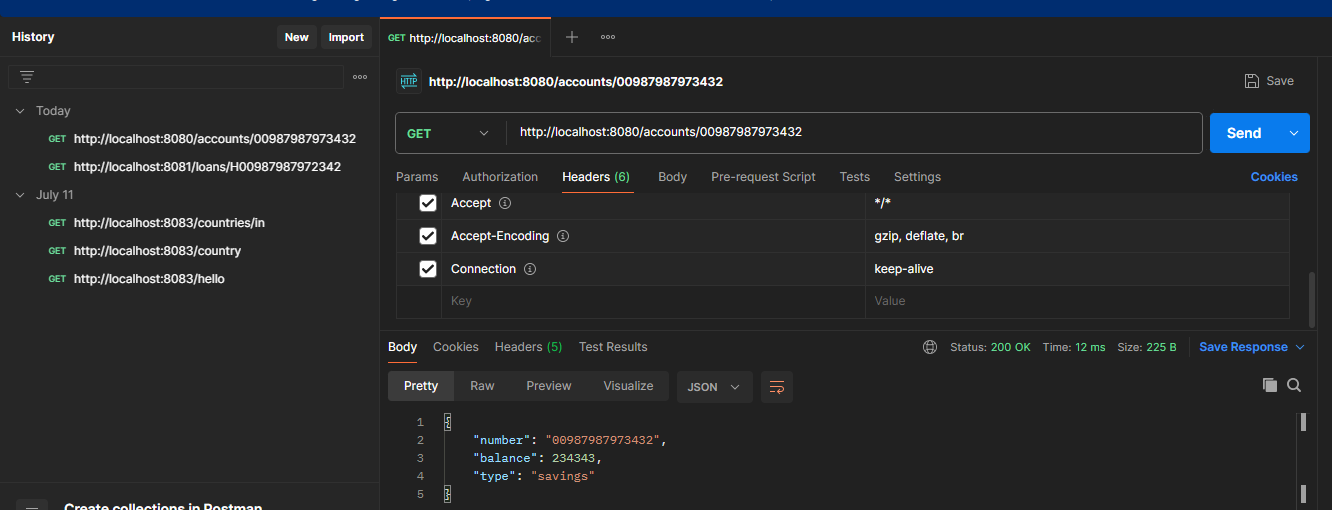 History
New
Import
Today
GET http://localhost:8080/accounts/00987987973432
GET http://localhost:8081/loans/H00987987972342
July 11
GET http://localhost:8083/countries/in
GET http://localhost:8083/country
GET http://localhost:8083/hello
Create collections in Postman
GET http://localhost:8080/acc
HTTP http://localhost:8080/accounts/00987987973432
Save
GET http://localhost:8080/accounts/00987987973432
Send
Params Authorization Headers (6) Body Pre-request Script Tests Settings Cookies
Accept */*
Accept-Encoding gzip, deflate, br
Connection keep-alive
Key Value
Body Cookies Headers (5) Test Results Status: 200 OK Time: 12 ms Size: 225 B Save Response
Pretty Raw Preview Visualize JSON
1 {
2 "number": "00987987973432",
3 "balance": 234343,
4 "type": "savings"
5 }